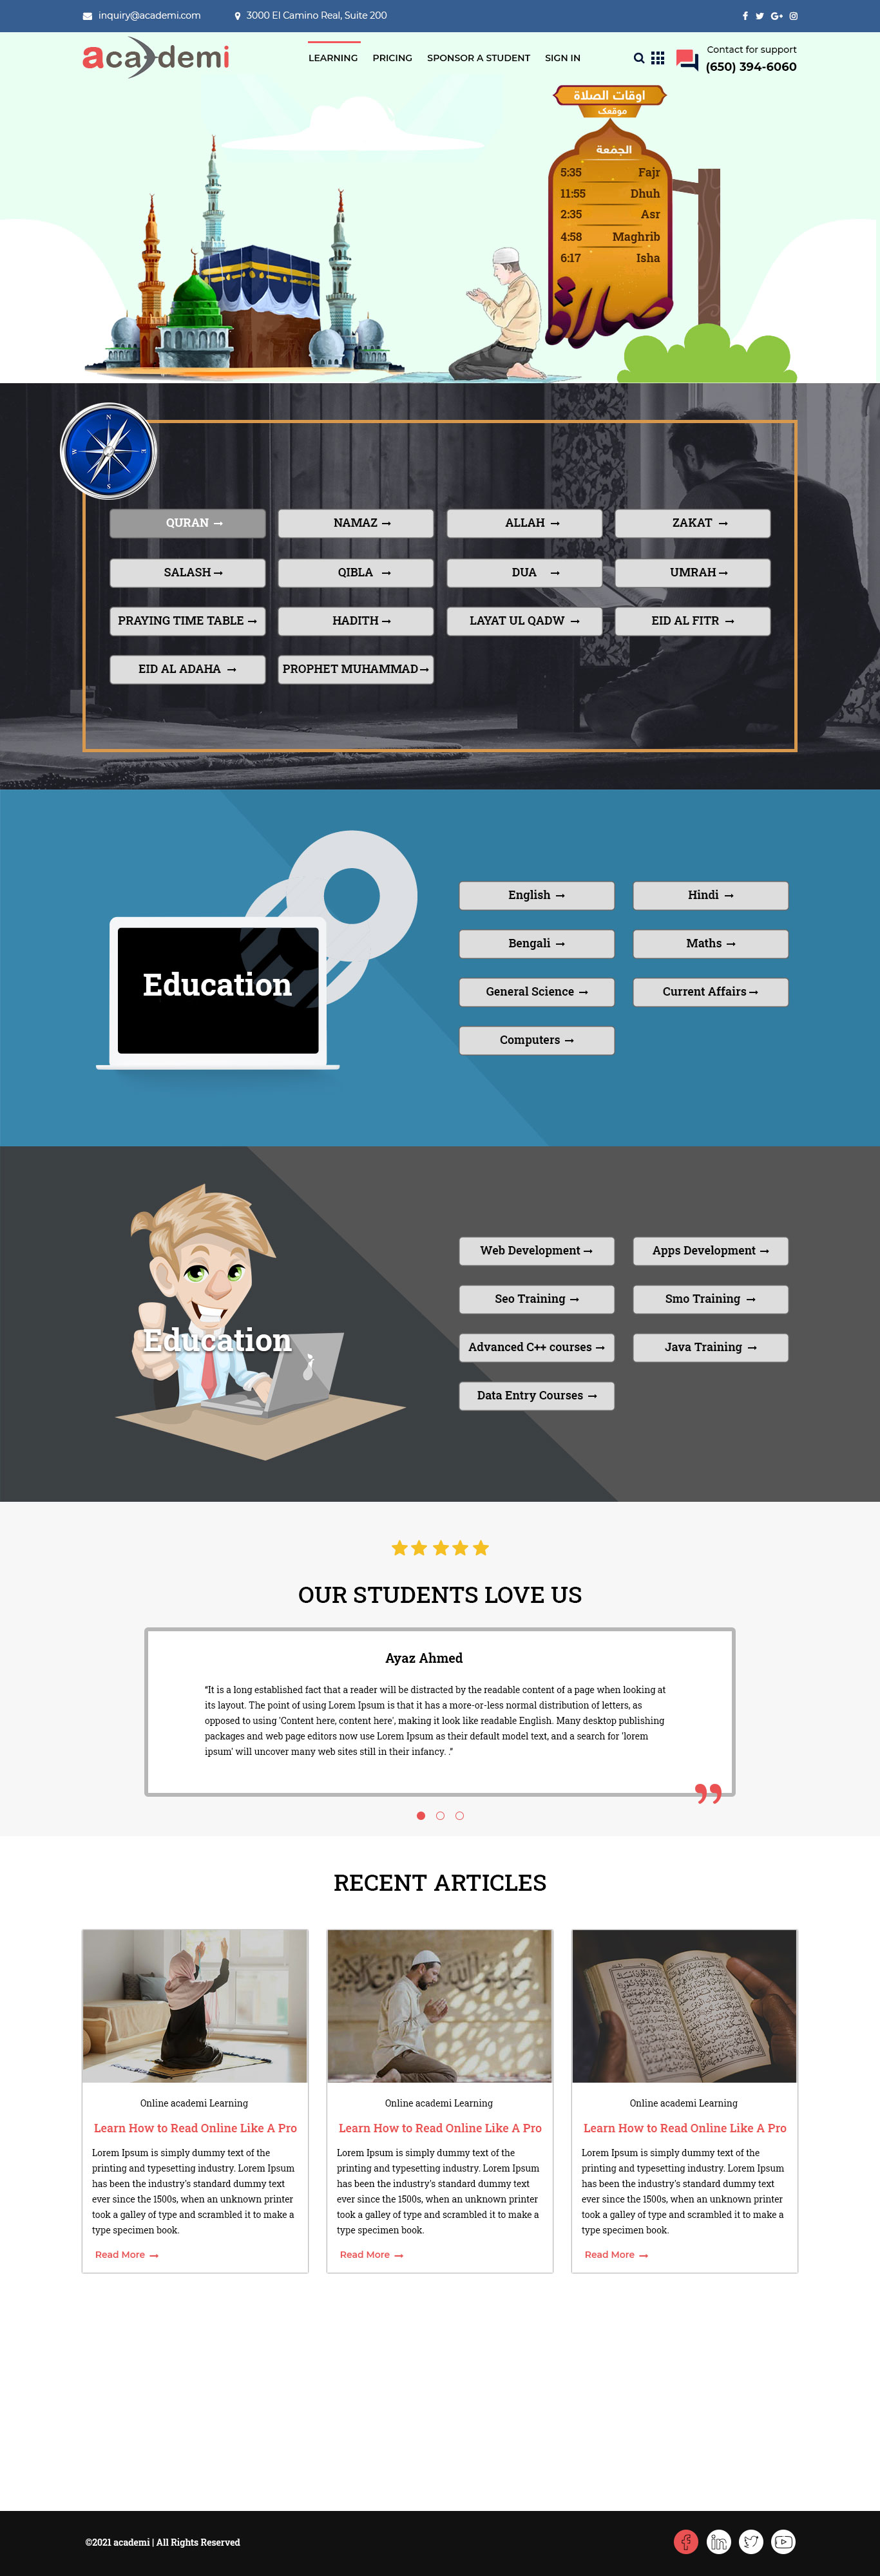 inquiry@academi.com
3000 El Camino Real, Suite 200
academi
LEARNING PRICING SPONSOR A STUDENT SIGN IN
Contact for support
(650) 394-6060
اوقات الصلاة
موقعك
الجفعة
5:35 Fajr
11:55 Dhuh
2:35 Asr
4:58 Maghrib
6:17 Isha
صلاة
N
W E
S
QURAN NAMAZ ALLAH ZAKAT
SALASH QIBLA DUA UMRAH
PRAYING TIME TABLE HADITH LAYAT UL QADW EID AL FITR
EID AL ADAHA PROPHET MUHAMMAD
Education
English Hindi
Bengali Maths
General Science Current Affairs
Computers
Education
Web Development Apps Development
Seo Training Smo Training
Advanced C++ courses Java Training
Data Entry Courses
OUR STUDENTS LOVE US
Ayaz Ahmed
"It is a long established fact that a reader will be distracted by the readable content of a page when looking at
its layout. The point of using Lorem Ipsum is that it has a more-or-less normal distribution of letters, as
opposed to using 'Content here, content here', making it look like readable English. Many desktop publishing
packages and web page editors now use Lorem Ipsum as their default model text, and a search for 'lorem
ipsum' will uncover many web sites still in their infancy. ."
RECENT ARTICLES
Online academi Learning
Learn How to Read Online Like A Pro
Lorem Ipsum is simply dummy text of the
printing and typesetting industry. Lorem Ipsum
has been the industry's standard dummy text
ever since the 1500s, when an unknown printer
took a galley of type and scrambled it to make a
type specimen book.
Read More
Online academi Learning
Learn How to Read Online Like A Pro
Lorem Ipsum is simply dummy text of the
printing and typesetting industry. Lorem Ipsum
has been the industry's standard dummy text
ever since the 1500s, when an unknown printer
took a galley of type and scrambled it to make a
type specimen book.
Read More
Online academi Learning
Learn How to Read Online Like A Pro
Lorem Ipsum is simply dummy text of the
printing and typesetting industry. Lorem Ipsum
has been the industry's standard dummy text
ever since the 1500s, when an unknown printer
took a galley of type and scrambled it to make a
type specimen book.
Read More
©2021 academi | All Rights Reserved